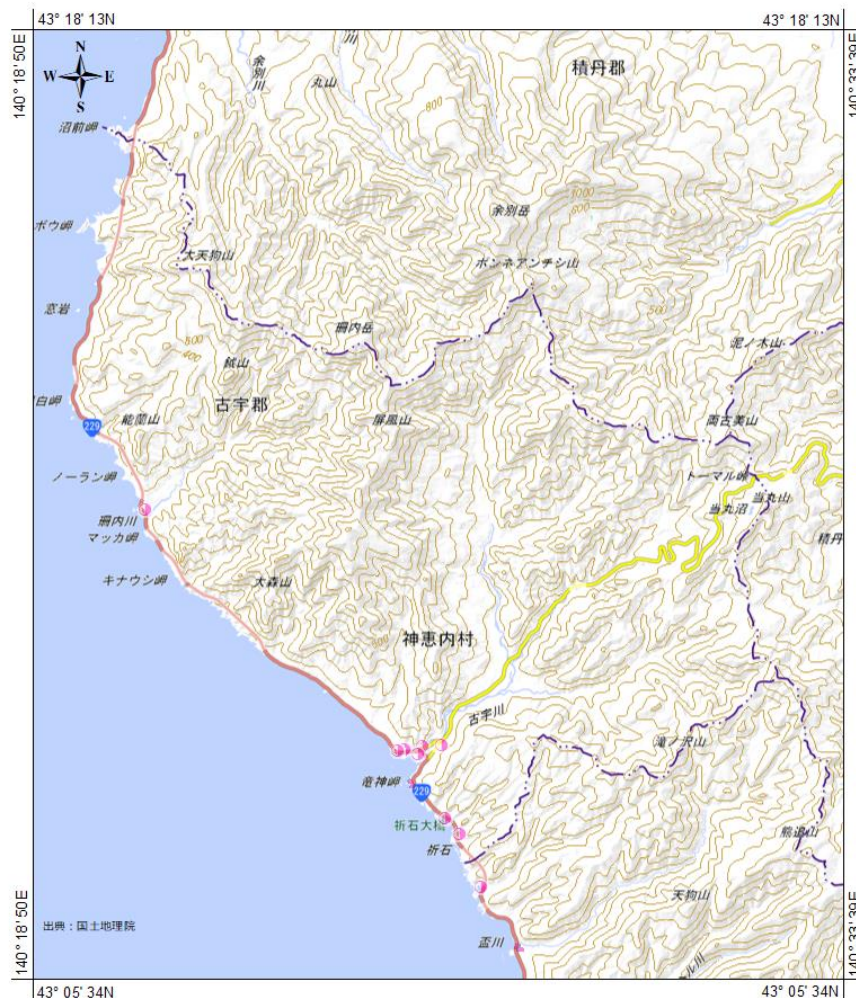 43° 18' 13N
43° 18' 13N
140° 18' 50E
140° 33' 39E
N
W
E
S
余別川
川
丸山
積丹郡
800
沼前岬
1000
600
余別岳
ボウ岬
大天狗山
ポンネアンチシ山
窓岩
珊内岳
500
泥ノ木山
400
鉞山
古宇郡
能蘭山
屏風山
両古美山
229
ノーラン岬
トーマル峠
当丸山
当丸沼
珊内川
マッカ岬
積丹
キナウシ岬
大森山
神恵内村
古宇川
滝ノ沢山
竜神岬
229
祈石大橋
祈石
熊追山
天狗山
出典：国土地理院
盃川
ール川
140° 18' 50E
140° 33' 39E
43° 05' 34N
43° 05' 34N